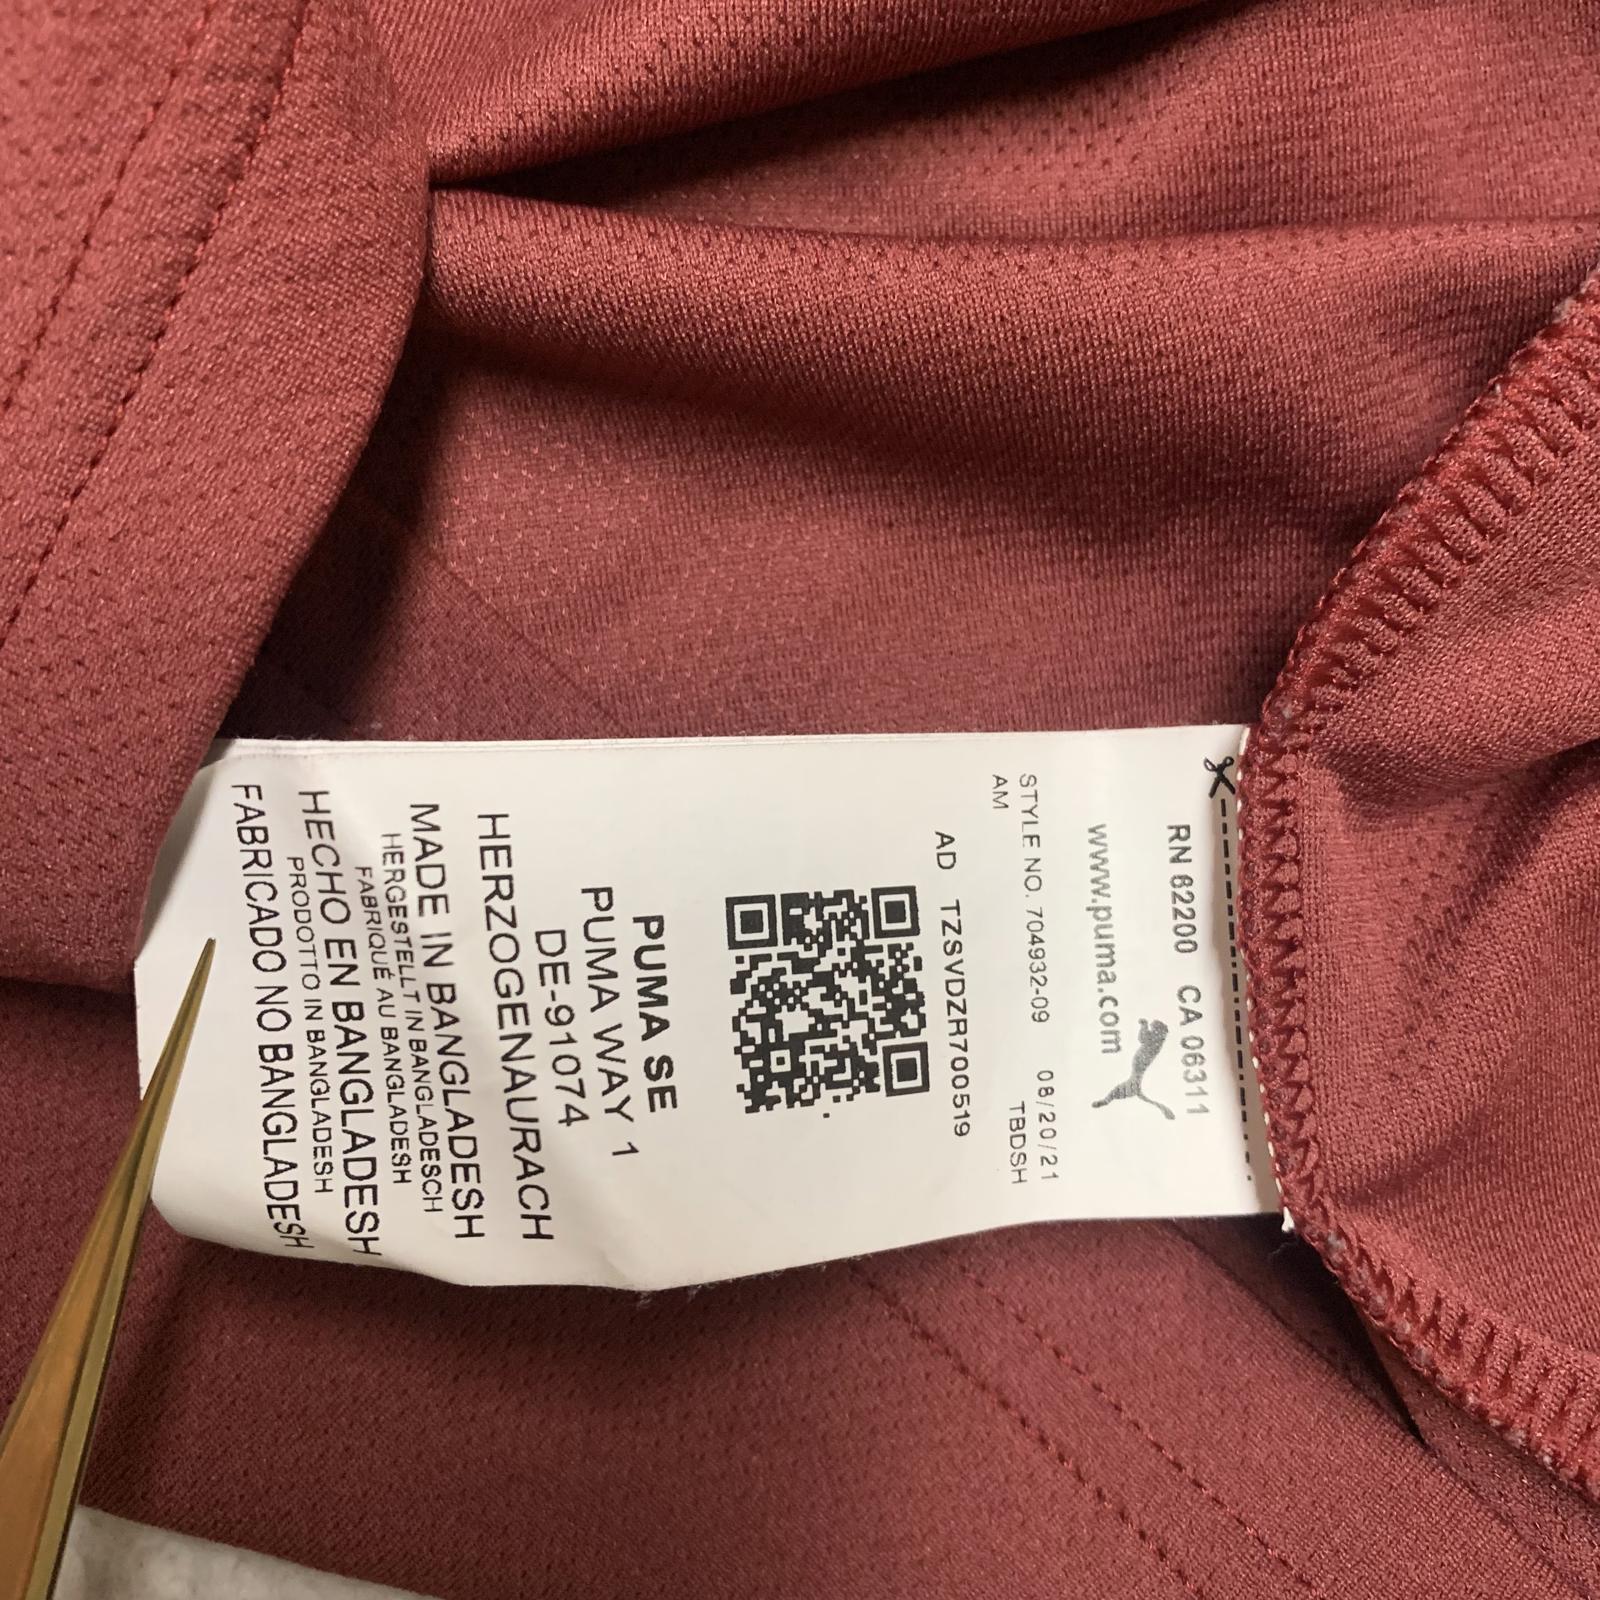 RN 62200 CA 06311
www.puma.com
STYLE NO. 704932-09 08/20/21
AM TBDSH
AD TZSVDZR700519
PUMA SE
PUMA WAY 1
DE-91074
HERZOGENAURACH
MADE IN BANGLADESH
HERGESTELLT IN BANGLADESCH
FABRIQUÉ AU BANGLADESH
HECHO EN BANGLADESH
PRODOTTO IN BANGLADESH
FABRICADO NO BANGLADESH